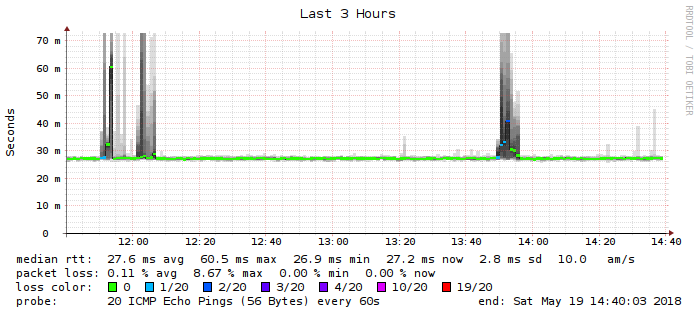 Last 3 Hours
RRDTOOL / TOBI OETIKER
Seconds
70 m
60 m
50 m
40 m
30 m
20 m
10 m
0
12:00 12:20 12:40 13:00 13:20 13:40 14:00 14:20 14:40
median rtt: 27.6 ms avg 60.5 ms max 26.9 ms min 27.2 ms now 2.8 ms sd 10.0 am/s
packet loss: 0.11 % avg 8.67 % max 0.00 % min 0.00 % now
loss color: 0 1/20 2/20 3/20 4/20 10/20 19/20
probe: 20 ICMP Echo Pings (56 Bytes) every 60s end: Sat May 19 14:40:03 2018